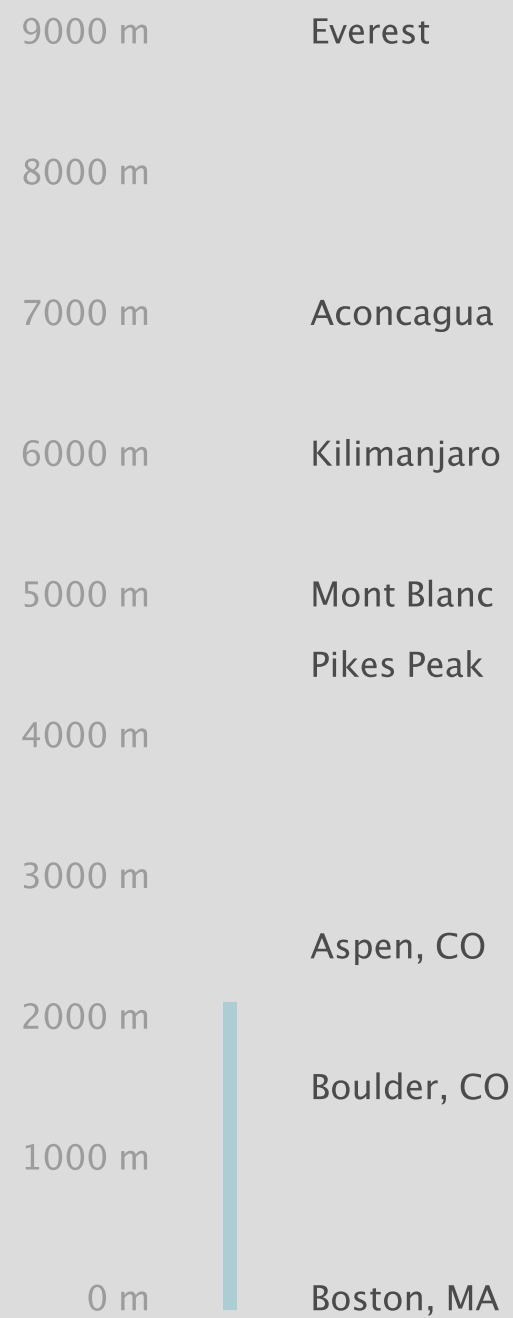 9000 m Everest
8000 m
7000 m Aconcagua
6000 m Kilimanjaro
5000 m Mont Blanc
Pikes Peak
4000 m
3000 m
Aspen, CO
2000 m
Boulder, CO
1000 m
0 m Boston, MA